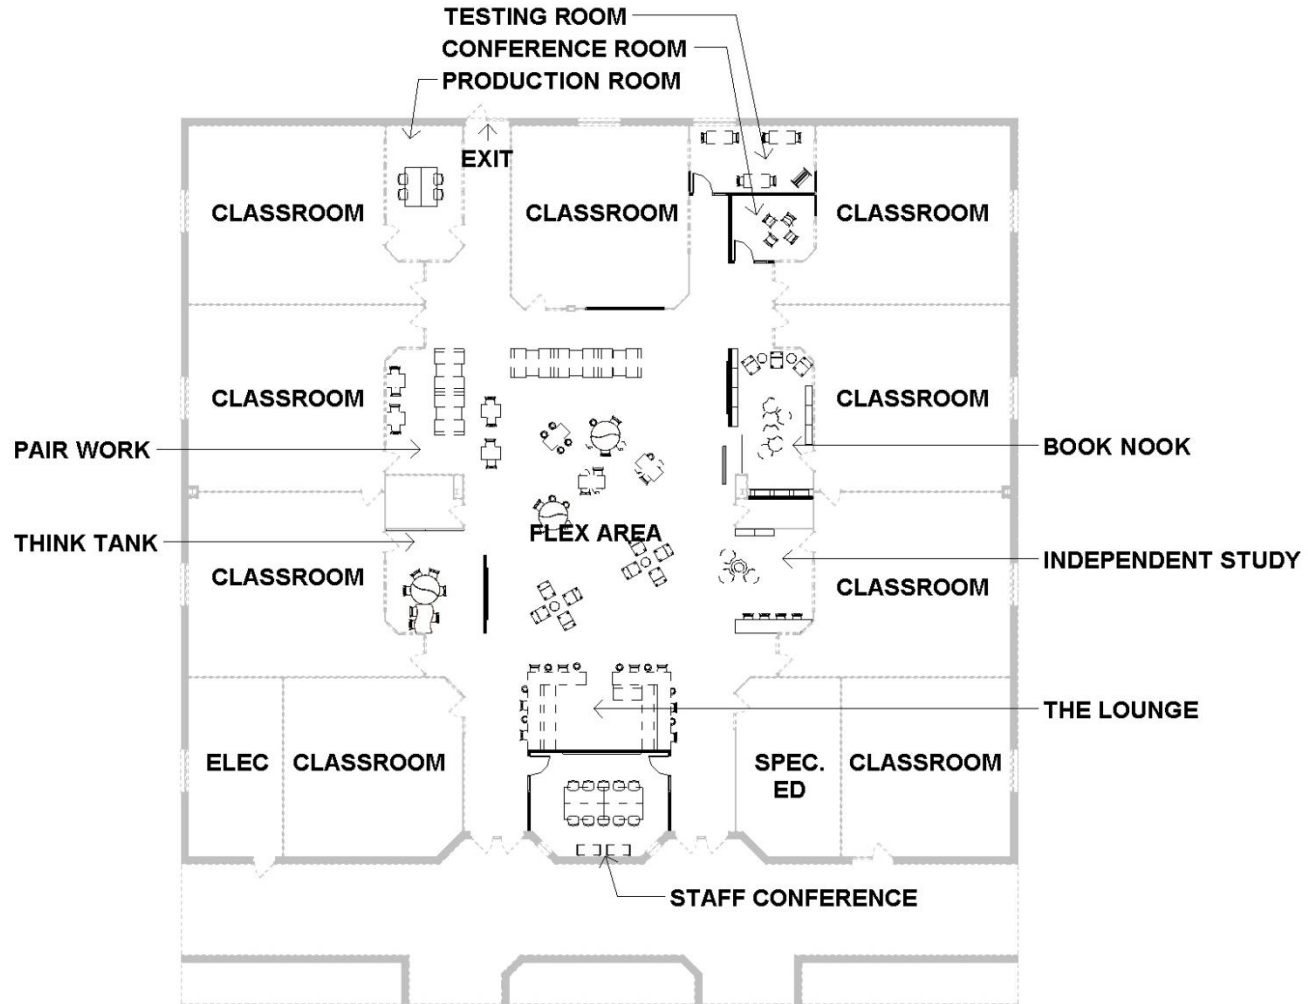 TESTING ROOM
CONFERENCE ROOM
PRODUCTION ROOM
EXIT
CLASSROOM
CLASSROOM
CLASSROOM
CLASSROOM
CLASSROOM
PAIR WORK
BOOK NOOK
FLEX AREA
THINK TANK
INDEPENDENT STUDY
CLASSROOM
CLASSROOM
THE LOUNGE
ELEC
CLASSROOM
SPEC.
ED
CLASSROOM
STAFF CONFERENCE